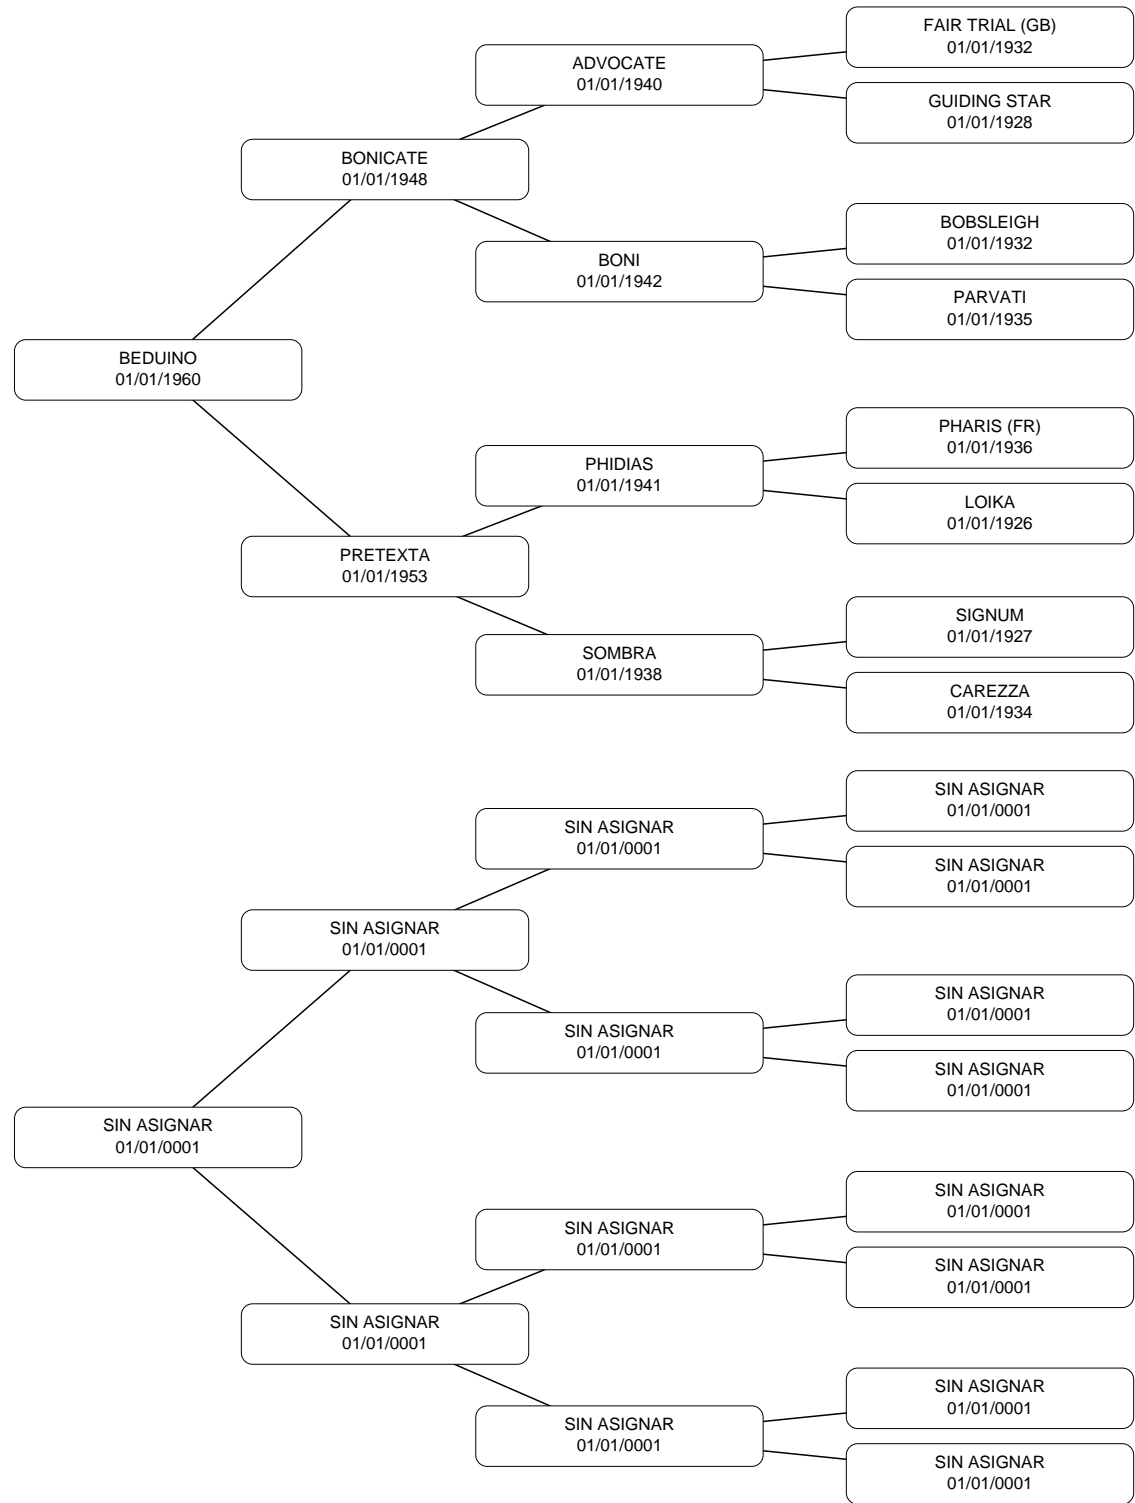 FAIR TRIAL (GB)
01/01/1932
ADVOCATE
01/01/1940
GUIDING STAR
01/01/1928
BONICATE
01/01/1948
BOBSLEIGH
01/01/1932
BONI
01/01/1942
PARVATI
01/01/1935
BEDUINO
01/01/1960
PHARIS (FR)
01/01/1936
PHIDIAS
01/01/1941
LOIKA
01/01/1926
PRETEXTA
01/01/1953
SIGNUM
01/01/1927
SOMBRA
01/01/1938
CAREZZA
01/01/1934
SIN ASIGNAR
01/01/0001
SIN ASIGNAR
01/01/0001
SIN ASIGNAR
01/01/0001
SIN ASIGNAR
01/01/0001
SIN ASIGNAR
01/01/0001
SIN ASIGNAR
01/01/0001
SIN ASIGNAR
01/01/0001
SIN ASIGNAR
01/01/0001
SIN ASIGNAR
01/01/0001
SIN ASIGNAR
01/01/0001
SIN ASIGNAR
01/01/0001
SIN ASIGNAR
01/01/0001
SIN ASIGNAR
01/01/0001
SIN ASIGNAR
01/01/0001
SIN ASIGNAR
01/01/0001